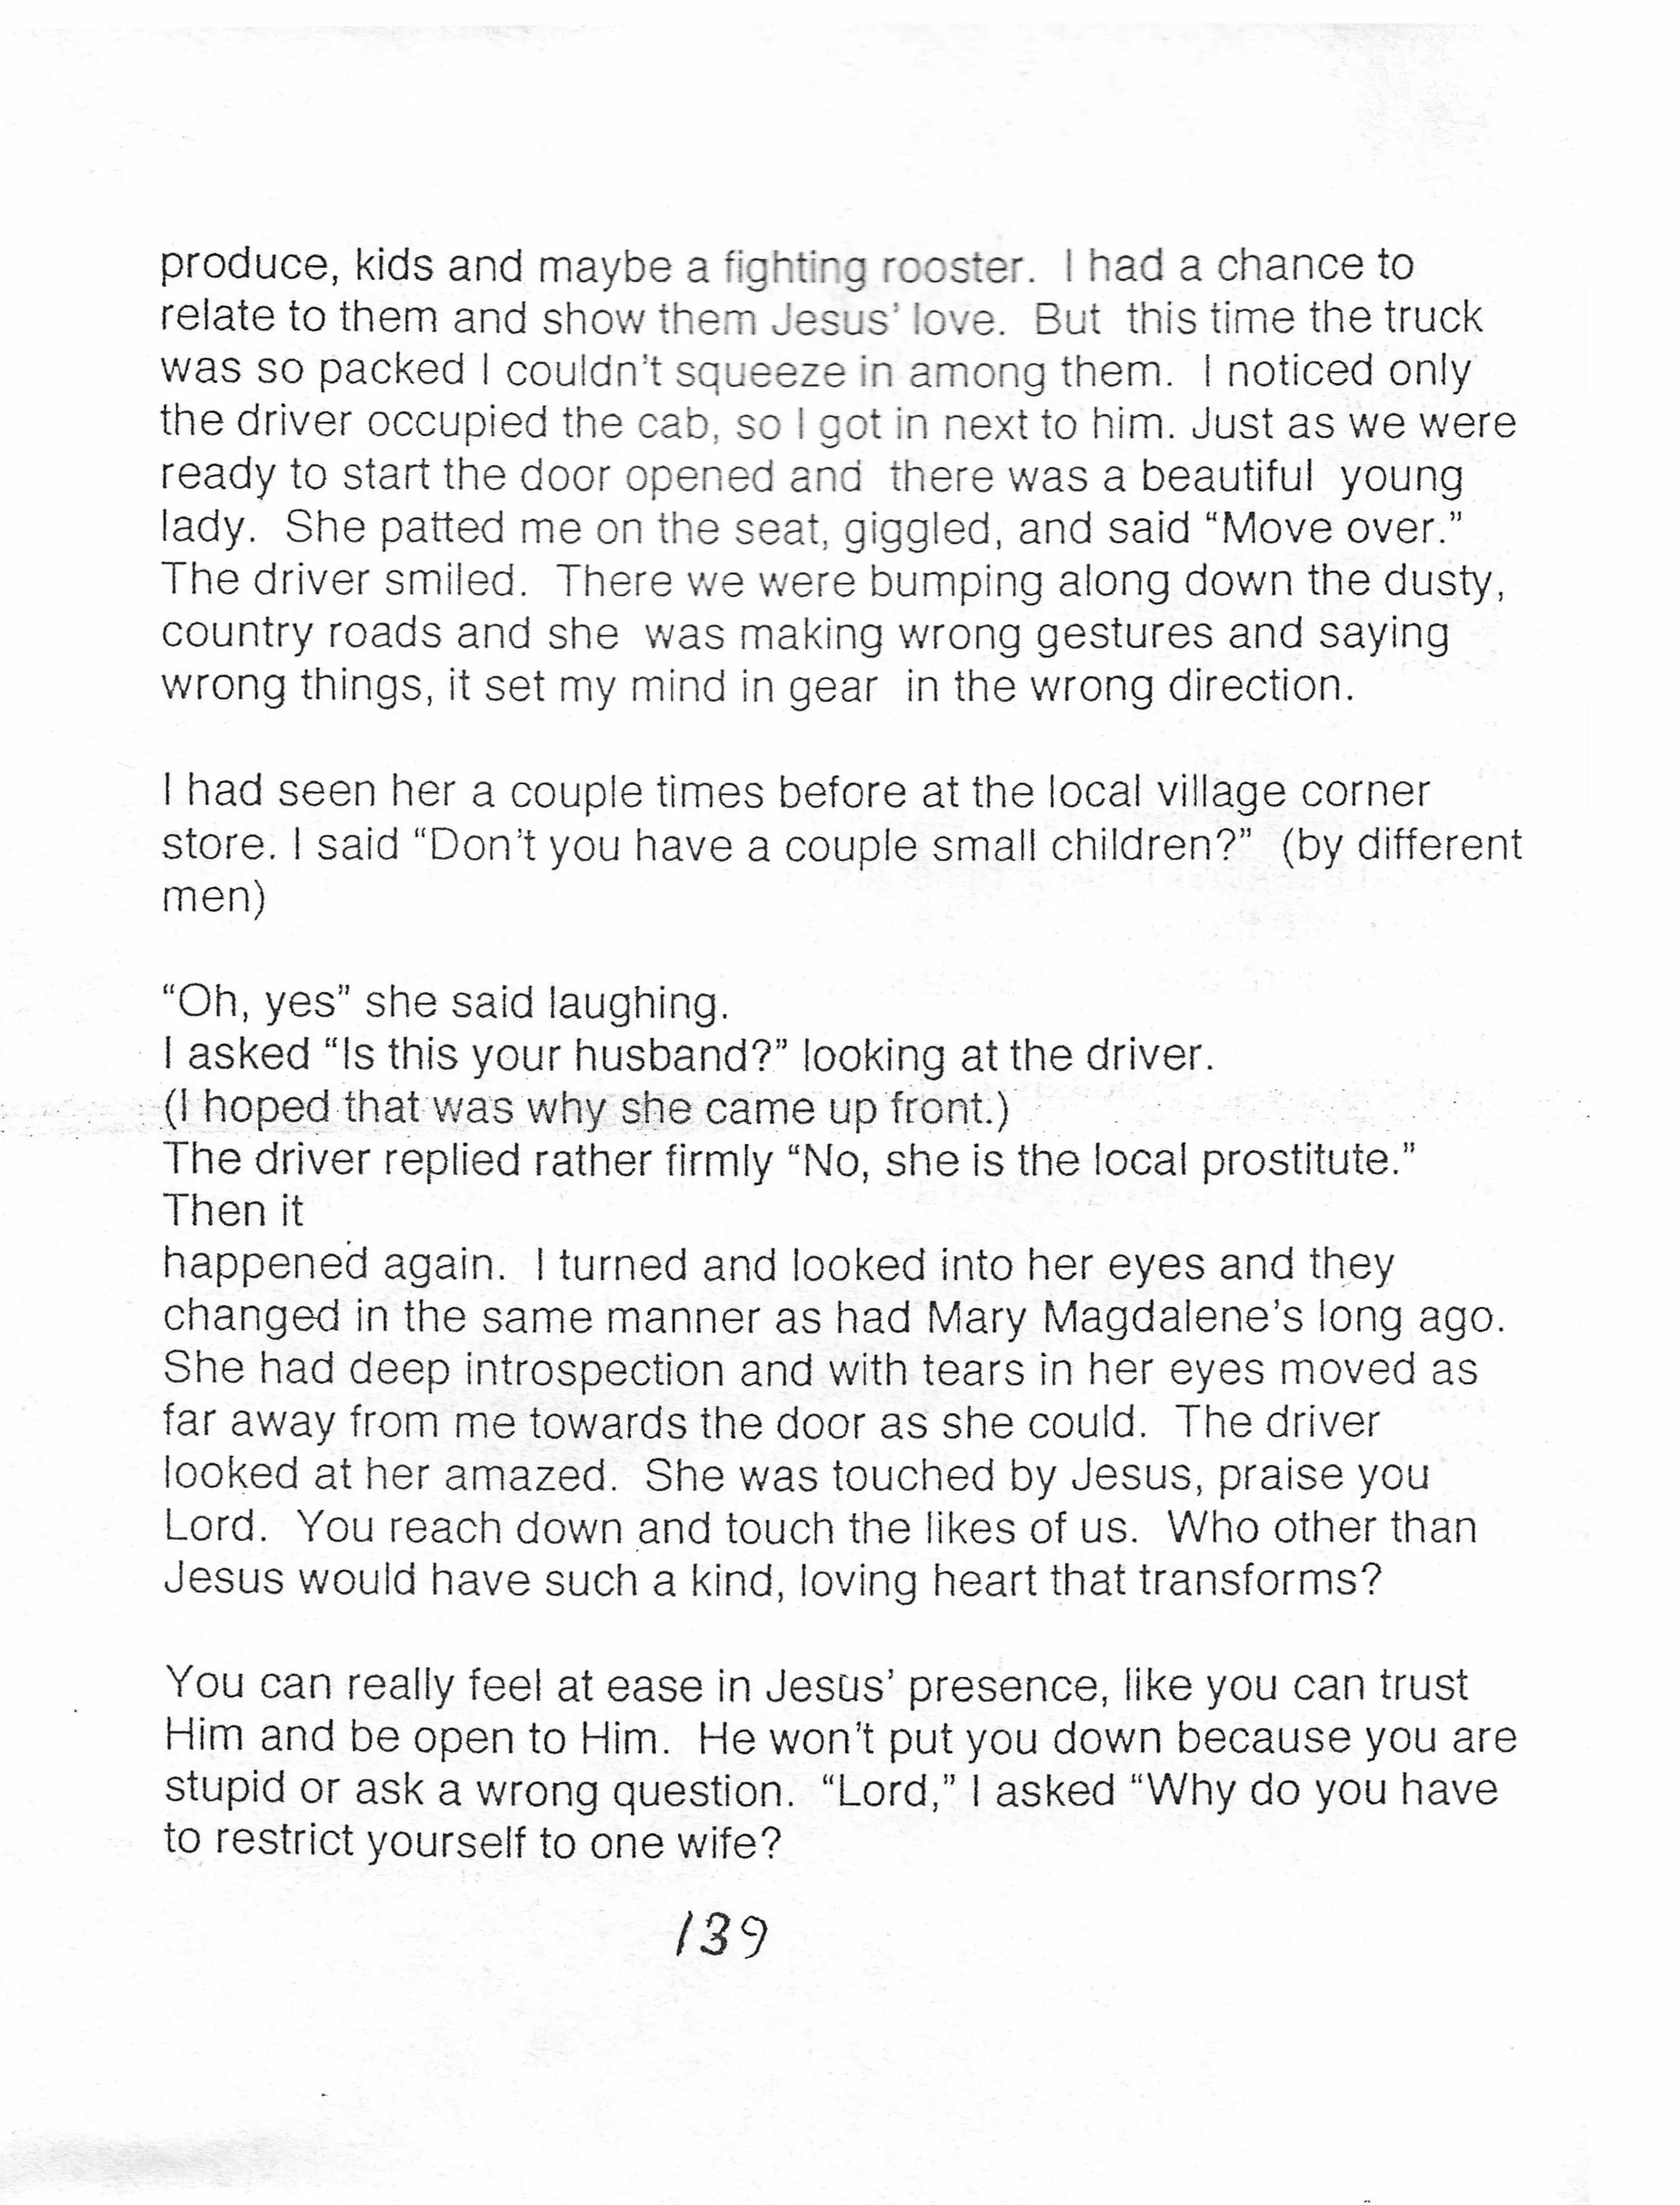 produce, kids and maybe a fighting rooster.  I had a chance to
relate to them and show them Jesus' love.  But  this time the truck
was so packed I couldn't squeeze in among them.  I noticed only
the driver occupied the cab, so I got in next to him. Just as we were
ready to start the door opened and  there was a beautiful  young
lady.  She patted me on the seat, giggled, and said “Move over.”
The driver smiled.  There we were bumping along down the dusty,
country roads and she  was making wrong gestures and saying
wrong things, it set my mind in gear  in the wrong direction.
I had seen her a couple times before at the local village corner
store. I said “Don't you have a couple small children?”  (by different
men)
“Oh, yes” she said laughing.
I asked “Is this your husband?” looking at the driver.
(I hoped that was why she came up front.)
The driver replied rather firmly “No, she is the local prostitute.”
Then it
happened again.  I turned and looked into her eyes and they
changed in the same manner as had Mary Magdalene's long ago.
She had deep introspection and with tears in her eyes moved as
far away from me towards the door as she could.  The driver
looked at her amazed.  She was touched by Jesus, praise you
Lord.  You reach down and touch the likes of us.  Who other than
Jesus would have such a kind, loving heart that transforms?
You can really feel at ease in Jesus' presence, like you can trust
Him and be open to Him.  He won't put you down because you are
stupid or ask a wrong question.  “Lord,” I asked “Why do you have
to restrict yourself to one wife?
139